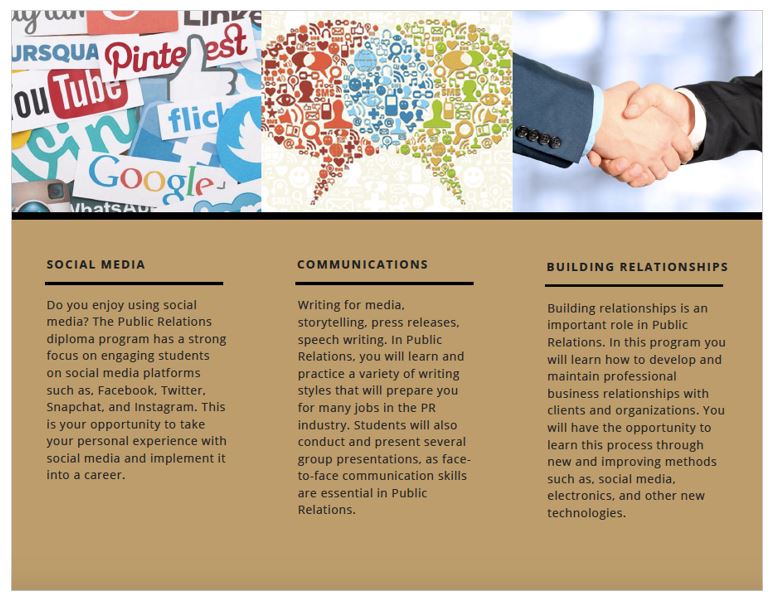 Linke
URSQUA
Pinterest
YouTube
flick
Google
WhatsAp
SOCIAL MEDIA
Do you enjoy using social
media? The Public Relations
diploma program has a strong
focus on engaging students
on social media platforms
such as, Facebook, Twitter,
Snapchat, and Instagram. This
is your opportunity to take
your personal experience with
social media and implement it
into a career.
COMMUNICATIONS
Writing for media,
storytelling, press releases,
speech writing. In Public
Relations, you will learn and
practice a variety of writing
styles that will prepare you
for many jobs in the PR
industry. Students will also
conduct and present several
group presentations, as face-
to-face communication skills
are essential in Public
Relations.
BUILDING RELATIONSHIPS
Building relationships is an
important role in Public
Relations. In this program you
will learn how to develop and
maintain professional
business relationships with
clients and organizations. You
will have the opportunity to
learn this process through
new and improving methods
such as, social media,
electronics, and other new
technologies.